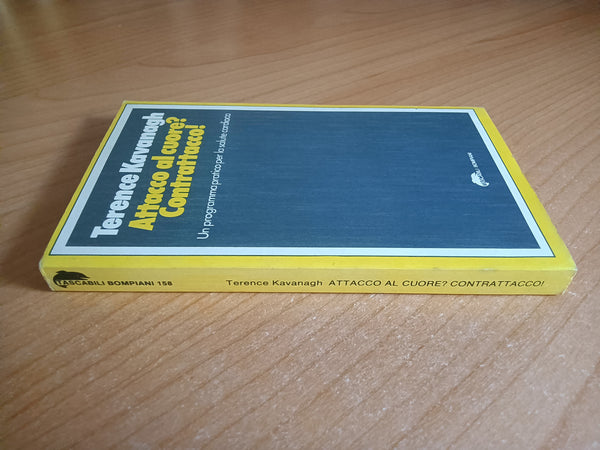 Terence Kavanagh
Attacco al cuore?
Contrattacco!
Un programma pratico per la salute cardiaca
BOMPIANI
TASCABILI BOMPIANI 158
Terence Kavanagh ATTACCO AL CUORE? CONTRATTACCO!